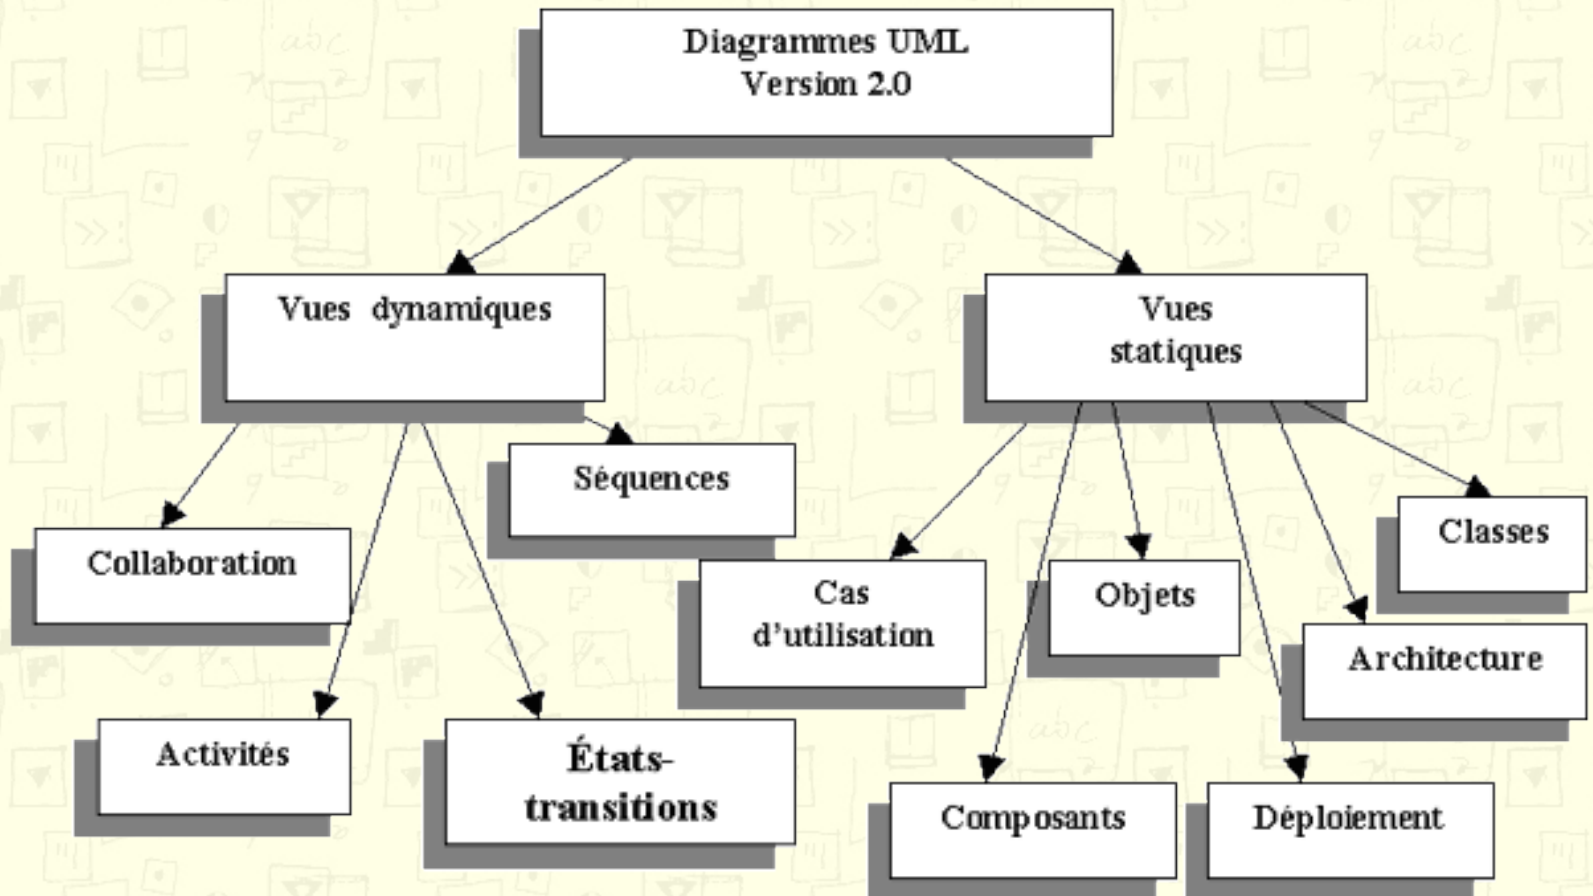 Diagrammes UML
Version 2.0
Vues dynamiques
Vues
statiques
Séquences
Collaboration
Classes
Cas
d'utilisation
Objets
Architecture
Activités
États-
transitions
Composants
Déploiement